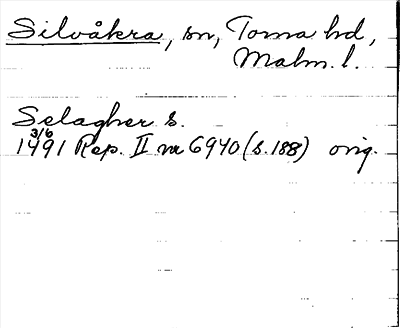 Silvåkra, sn, Torna hd,
Malm. l.
Selagher s.
3/6
1491 Rep. II nr 6940 (s. 188) orig.